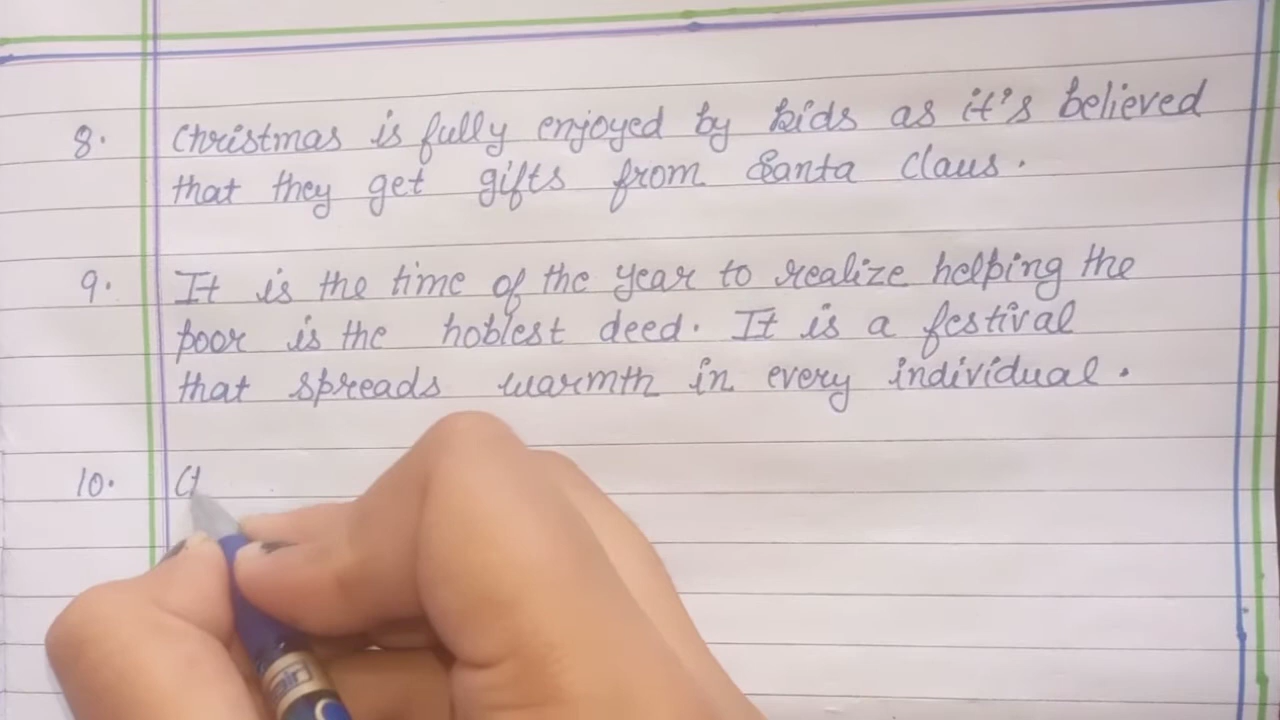 8. Christmas is fully enjoyed by kids as it's believed
that they get gifts from Santa Claus.
9. It is the time of the year to realize helping the
poor is the hoblest deed. It is a festival
that spreads warmth in every individual.
10. Ch